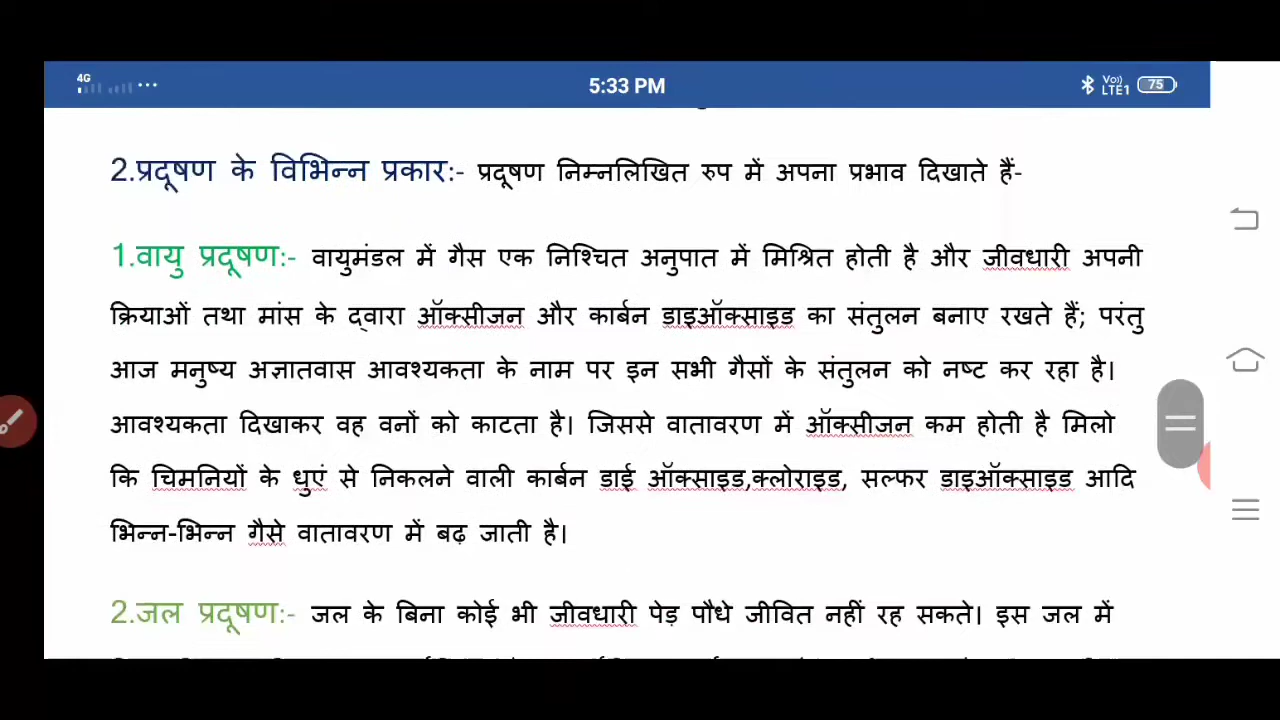 4G
5:33 PM
Vo)) LTE1
75
2.प्रदूषण के विभिन्न प्रकार:- प्रदूषण निम्नलिखित रुप में अपना प्रभाव दिखाते हैं-
1.वायु प्रदूषण:- वायुमंडल में गैस एक निश्चित अनुपात में मिश्रित होती है और जीवधारी अपनी
क्रियाओं तथा मांस के द्वारा ऑक्सीजन और कार्बन डाइऑक्साइड का संतुलन बनाए रखते हैं; परंतु
आज मनुष्य अज्ञातवास आवश्यकता के नाम पर इन सभी गैसों के संतुलन को नष्ट कर रहा है।
आवश्यकता दिखाकर वह वनों को काटता है। जिससे वातावरण में ऑक्सीजन कम होती है मिलो
कि चिमनियों के धुएं से निकलने वाली कार्बन डाई ऑक्साइड,क्लोराइड, सल्फर डाइऑक्साइड आदि
भिन्न-भिन्न गैसे वातावरण में बढ़ जाती है।
2.जल प्रदूषण:- जल के बिना कोई भी जीवधारी पेड़ पौधे जीवित नहीं रह सकते। इस जल में